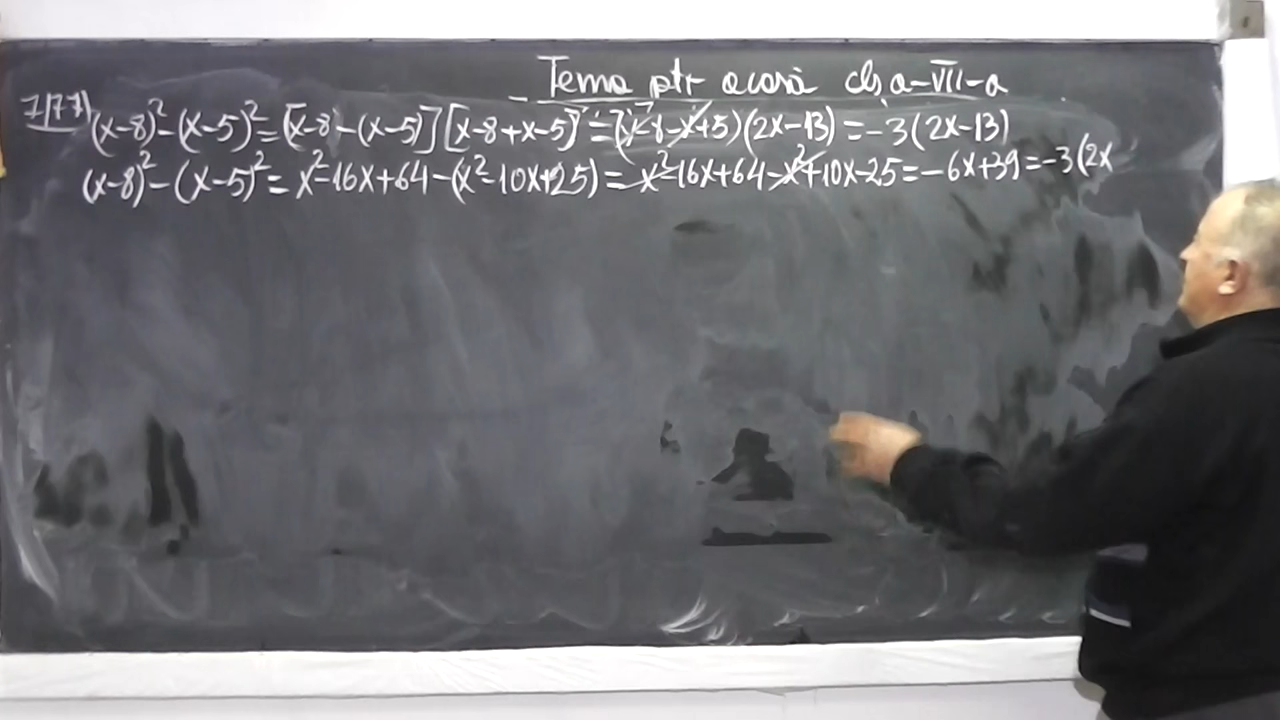 Tema ptr acasă cls a-VII-a
7|77| (x-8)²-(x-5)²=[x-8-(x-5)][x-8+x-5]=(x-8-x+5)(2x-13)=-3(2x-13)
(x-8)²-(x-5)²=x²-16x+64-(x²-10x+25)=x²-16x+64-x²+10x-25=-6x+39=-3(2x